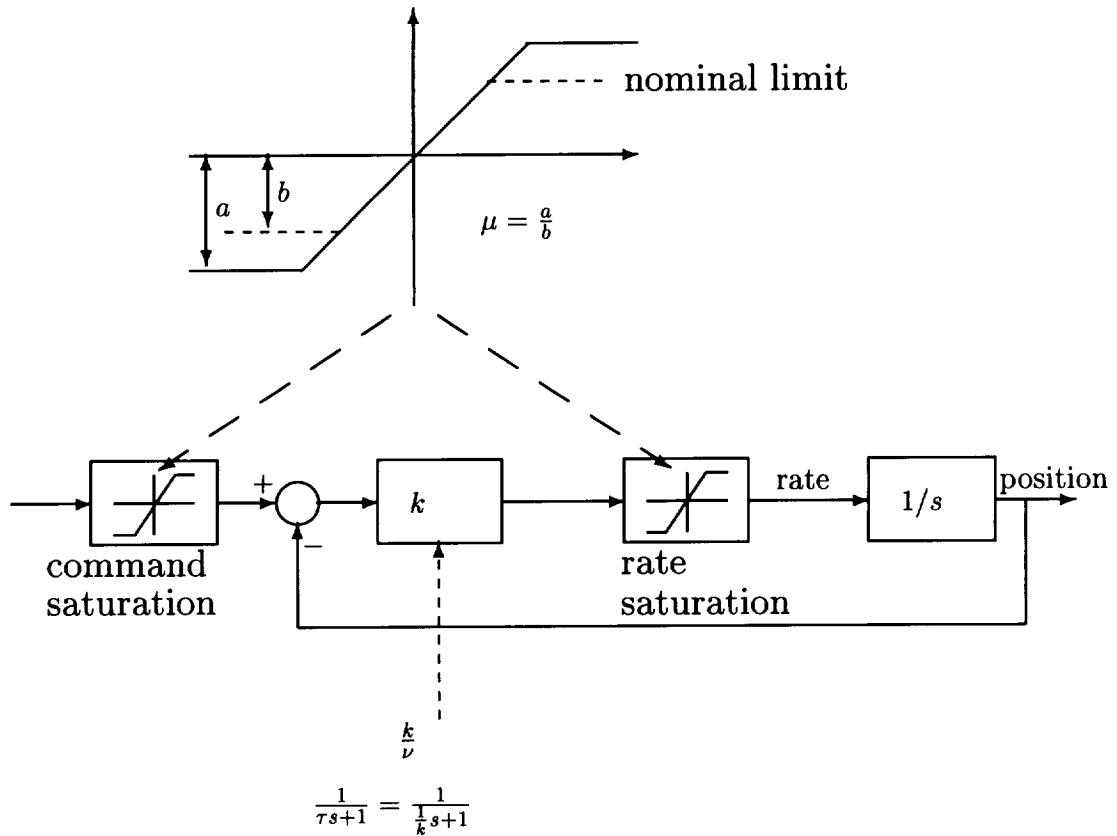 nominal limit
a
b
μ = a/b
+
−
k
rate
1/s
position
command
saturation
rate
saturation
k/ν
1/(τs+1) = 1/((1/k)s+1)